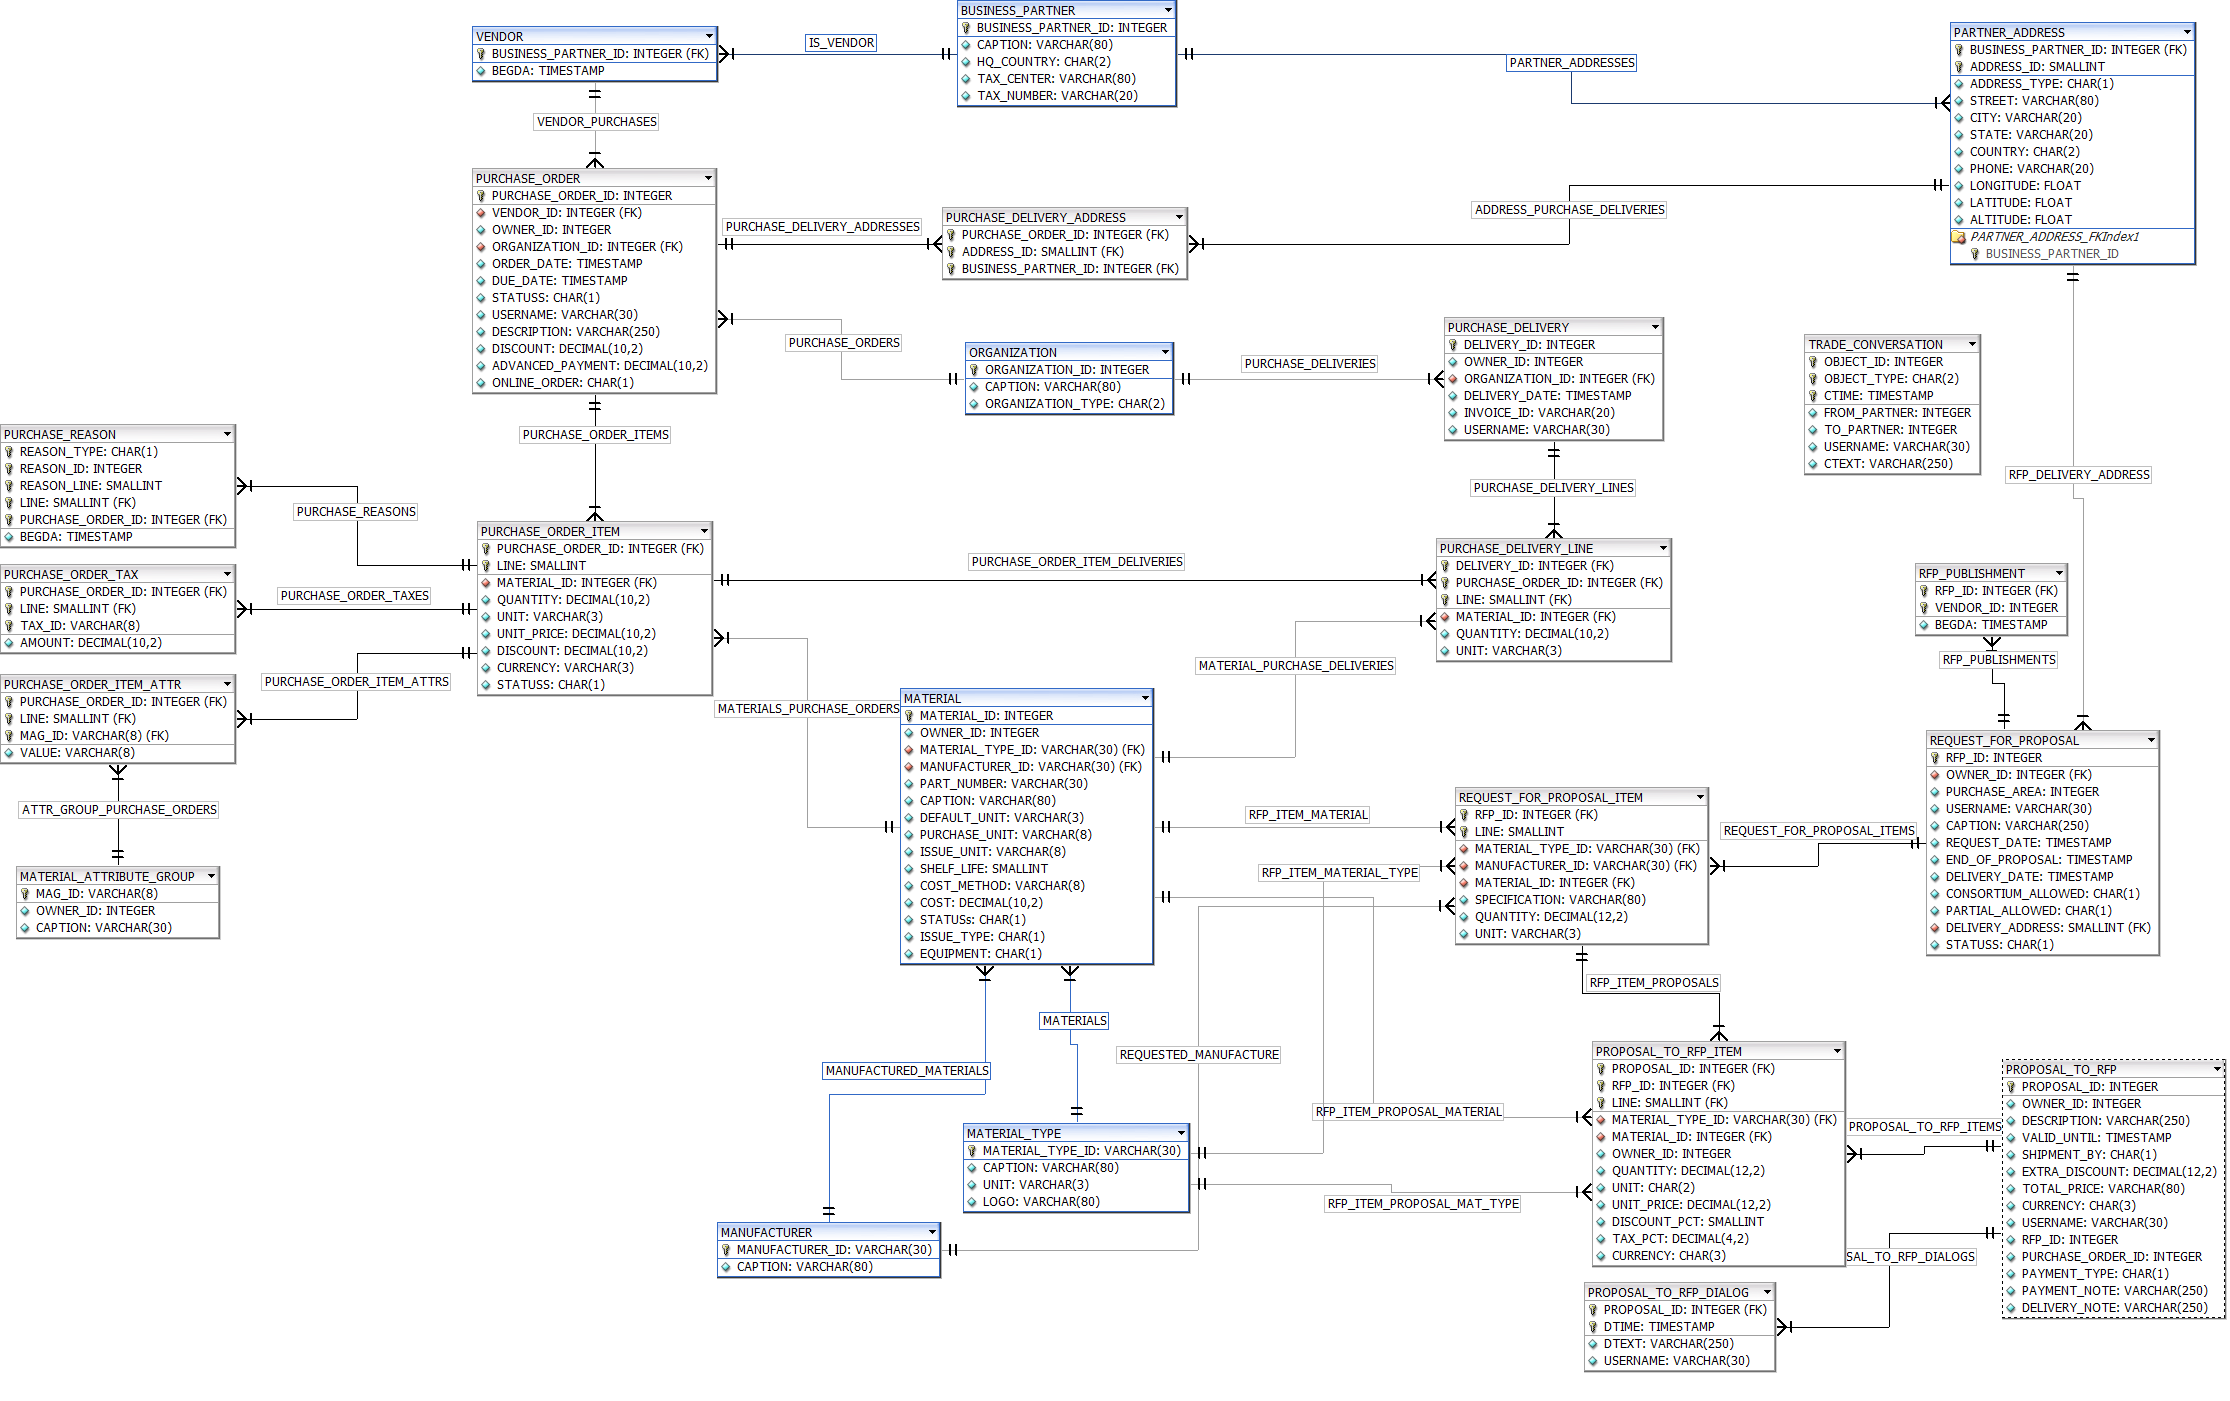 BUSINESS_PARTNER
BUSINESS_PARTNER_ID: INTEGER
CAPTION: VARCHAR(80)
HQ_COUNTRY: CHAR(2)
TAX_CENTER: VARCHAR(80)
TAX_NUMBER: VARCHAR(20)
VENDOR
BUSINESS_PARTNER_ID: INTEGER (FK)
BEGDA: TIMESTAMP
IS_VENDOR
PARTNER_ADDRESSES
PARTNER_ADDRESS
BUSINESS_PARTNER_ID: INTEGER (FK)
ADDRESS_ID: SMALLINT
ADDRESS_TYPE: CHAR(1)
STREET: VARCHAR(80)
CITY: VARCHAR(20)
STATE: VARCHAR(20)
COUNTRY: CHAR(2)
PHONE: VARCHAR(20)
LONGITUDE: FLOAT
LATITUDE: FLOAT
ALTITUDE: FLOAT
PARTNER_ADDRESS_FKIndex1
BUSINESS_PARTNER_ID
VENDOR_PURCHASES
PURCHASE_ORDER
PURCHASE_ORDER_ID: INTEGER
VENDOR_ID: INTEGER (FK)
OWNER_ID: INTEGER
ORGANIZATION_ID: INTEGER (FK)
ORDER_DATE: TIMESTAMP
DUE_DATE: TIMESTAMP
STATUSS: CHAR(1)
USERNAME: VARCHAR(30)
DESCRIPTION: VARCHAR(250)
DISCOUNT: DECIMAL(10,2)
ADVANCED_PAYMENT: DECIMAL(10,2)
ONLINE_ORDER: CHAR(1)
PURCHASE_DELIVERY_ADDRESSES
PURCHASE_DELIVERY_ADDRESS
PURCHASE_ORDER_ID: INTEGER (FK)
ADDRESS_ID: SMALLINT (FK)
BUSINESS_PARTNER_ID: INTEGER (FK)
ADDRESS_PURCHASE_DELIVERIES
PURCHASE_ORDERS
ORGANIZATION
ORGANIZATION_ID: INTEGER
CAPTION: VARCHAR(80)
ORGANIZATION_TYPE: CHAR(2)
PURCHASE_DELIVERIES
PURCHASE_DELIVERY
DELIVERY_ID: INTEGER
OWNER_ID: INTEGER
ORGANIZATION_ID: INTEGER (FK)
DELIVERY_DATE: TIMESTAMP
INVOICE_ID: VARCHAR(20)
USERNAME: VARCHAR(30)
TRADE_CONVERSATION
OBJECT_ID: INTEGER
OBJECT_TYPE: CHAR(2)
CTIME: TIMESTAMP
FROM_PARTNER: INTEGER
TO_PARTNER: INTEGER
USERNAME: VARCHAR(30)
CTEXT: VARCHAR(250)
RFP_DELIVERY_ADDRESS
PURCHASE_ORDER_ITEMS
PURCHASE_DELIVERY_LINES
PURCHASE_REASON
REASON_TYPE: CHAR(1)
REASON_ID: INTEGER
REASON_LINE: SMALLINT
LINE: SMALLINT (FK)
PURCHASE_ORDER_ID: INTEGER (FK)
BEGDA: TIMESTAMP
PURCHASE_REASONS
PURCHASE_ORDER_TAX
PURCHASE_ORDER_ID: INTEGER (FK)
LINE: SMALLINT (FK)
TAX_ID: VARCHAR(8)
AMOUNT: DECIMAL(10,2)
PURCHASE_ORDER_TAXES
PURCHASE_ORDER_ITEM
PURCHASE_ORDER_ID: INTEGER (FK)
LINE: SMALLINT
MATERIAL_ID: INTEGER (FK)
QUANTITY: DECIMAL(10,2)
UNIT: VARCHAR(3)
UNIT_PRICE: DECIMAL(10,2)
DISCOUNT: DECIMAL(10,2)
CURRENCY: VARCHAR(3)
STATUSS: CHAR(1)
PURCHASE_ORDER_ITEM_DELIVERIES
PURCHASE_DELIVERY_LINE
DELIVERY_ID: INTEGER (FK)
PURCHASE_ORDER_ID: INTEGER (FK)
LINE: SMALLINT (FK)
MATERIAL_ID: INTEGER (FK)
QUANTITY: DECIMAL(10,2)
UNIT: VARCHAR(3)
RFP_PUBLISHMENT
RFP_ID: INTEGER (FK)
VENDOR_ID: INTEGER
BEGDA: TIMESTAMP
RFP_PUBLISHMENTS
PURCHASE_ORDER_ITEM_ATTR
PURCHASE_ORDER_ID: INTEGER (FK)
LINE: SMALLINT (FK)
MAG_ID: VARCHAR(8) (FK)
VALUE: VARCHAR(8)
PURCHASE_ORDER_ITEM_ATTRS
ATTR_GROUP_PURCHASE_ORDERS
MATERIAL_ATTRIBUTE_GROUP
MAG_ID: VARCHAR(8)
OWNER_ID: INTEGER
CAPTION: VARCHAR(30)
MATERIAL_PURCHASE_DELIVERIES
MATERIALS_PURCHASE_ORDERS
MATERIAL
MATERIAL_ID: INTEGER
OWNER_ID: INTEGER
MATERIAL_TYPE_ID: VARCHAR(30) (FK)
MANUFACTURER_ID: VARCHAR(30) (FK)
PART_NUMBER: VARCHAR(30)
CAPTION: VARCHAR(80)
DEFAULT_UNIT: VARCHAR(3)
PURCHASE_UNIT: VARCHAR(8)
ISSUE_UNIT: VARCHAR(8)
SHELF_LIFE: SMALLINT
COST_METHOD: VARCHAR(8)
COST: DECIMAL(10,2)
STATUSs: CHAR(1)
ISSUE_TYPE: CHAR(1)
EQUIPMENT: CHAR(1)
RFP_ITEM_MATERIAL
RFP_ITEM_MATERIAL_TYPE
REQUEST_FOR_PROPOSAL_ITEM
RFP_ID: INTEGER (FK)
LINE: SMALLINT
MATERIAL_TYPE_ID: VARCHAR(30) (FK)
MANUFACTURER_ID: VARCHAR(30) (FK)
MATERIAL_ID: INTEGER (FK)
SPECIFICATION: VARCHAR(80)
QUANTITY: DECIMAL(12,2)
UNIT: VARCHAR(3)
REQUEST_FOR_PROPOSAL_ITEMS
REQUEST_FOR_PROPOSAL
RFP_ID: INTEGER
OWNER_ID: INTEGER (FK)
PURCHASE_AREA: INTEGER
USERNAME: VARCHAR(30)
CAPTION: VARCHAR(250)
REQUEST_DATE: TIMESTAMP
END_OF_PROPOSAL: TIMESTAMP
DELIVERY_DATE: TIMESTAMP
CONSORTIUM_ALLOWED: CHAR(1)
PARTIAL_ALLOWED: CHAR(1)
DELIVERY_ADDRESS: SMALLINT (FK)
STATUSS: CHAR(1)
RFP_ITEM_PROPOSALS
MATERIALS
REQUESTED_MANUFACTURE
MANUFACTURED_MATERIALS
RFP_ITEM_PROPOSAL_MATERIAL
MATERIAL_TYPE
MATERIAL_TYPE_ID: VARCHAR(30)
CAPTION: VARCHAR(80)
UNIT: VARCHAR(3)
LOGO: VARCHAR(80)
RFP_ITEM_PROPOSAL_MAT_TYPE
MANUFACTURER
MANUFACTURER_ID: VARCHAR(30)
CAPTION: VARCHAR(80)
PROPOSAL_TO_RFP_ITEM
PROPOSAL_ID: INTEGER (FK)
RFP_ID: INTEGER (FK)
LINE: SMALLINT (FK)
MATERIAL_TYPE_ID: VARCHAR(30) (FK)
MATERIAL_ID: INTEGER (FK)
OWNER_ID: INTEGER
QUANTITY: DECIMAL(12,2)
UNIT: CHAR(2)
UNIT_PRICE: DECIMAL(12,2)
DISCOUNT_PCT: SMALLINT
TAX_PCT: DECIMAL(4,2)
CURRENCY: CHAR(3)
PROPOSAL_TO_RFP_ITEMS
SAL_TO_RFP_DIALOGS
PROPOSAL_TO_RFP
PROPOSAL_ID: INTEGER
OWNER_ID: INTEGER
DESCRIPTION: VARCHAR(250)
VALID_UNTIL: TIMESTAMP
SHIPMENT_BY: CHAR(1)
EXTRA_DISCOUNT: DECIMAL(12,2)
TOTAL_PRICE: VARCHAR(80)
CURRENCY: CHAR(3)
USERNAME: VARCHAR(30)
RFP_ID: INTEGER
PURCHASE_ORDER_ID: INTEGER
PAYMENT_TYPE: CHAR(1)
PAYMENT_NOTE: VARCHAR(250)
DELIVERY_NOTE: VARCHAR(250)
PROPOSAL_TO_RFP_DIALOG
PROPOSAL_ID: INTEGER (FK)
DTIME: TIMESTAMP
DTEXT: VARCHAR(250)
USERNAME: VARCHAR(30)